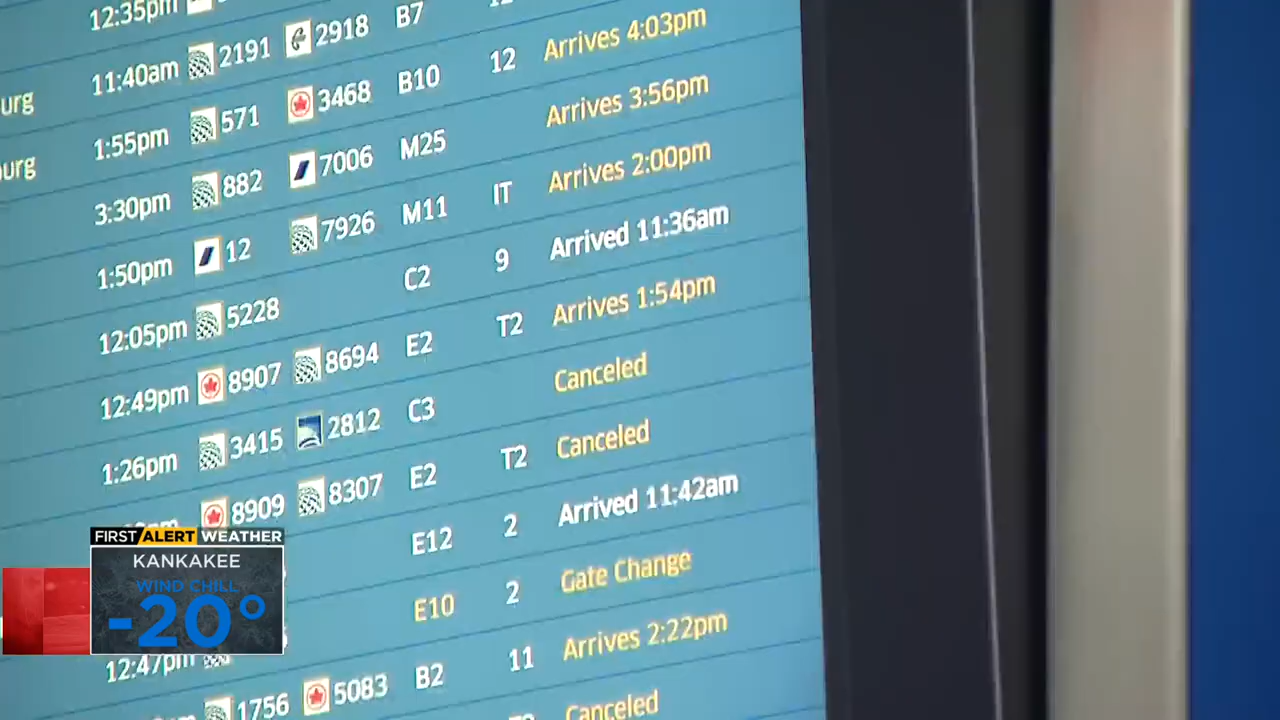 12:35pm
11:40am 2191 2918 B7
urg 1:55pm 571 3468 B10 12 Arrives 4:03pm
urg 3:30pm 882 7006 M25 Arrives 3:56pm
1:50pm 12 7926 M11 IT Arrives 2:00pm
12:05pm 5228 C2 9 Arrived 11:36am
12:49pm 8907 8694 E2 T2 Arrives 1:54pm
1:26pm 3415 2812 C3 Canceled
8909 8307 E2 T2 Canceled
E12 2 Arrived 11:42am
12:47pm E10 2 Gate Change
1756 5083 B2 11 Arrives 2:22pm
Canceled
FIRST ALERT WEATHER
KANKAKEE
WIND CHILL
-20°